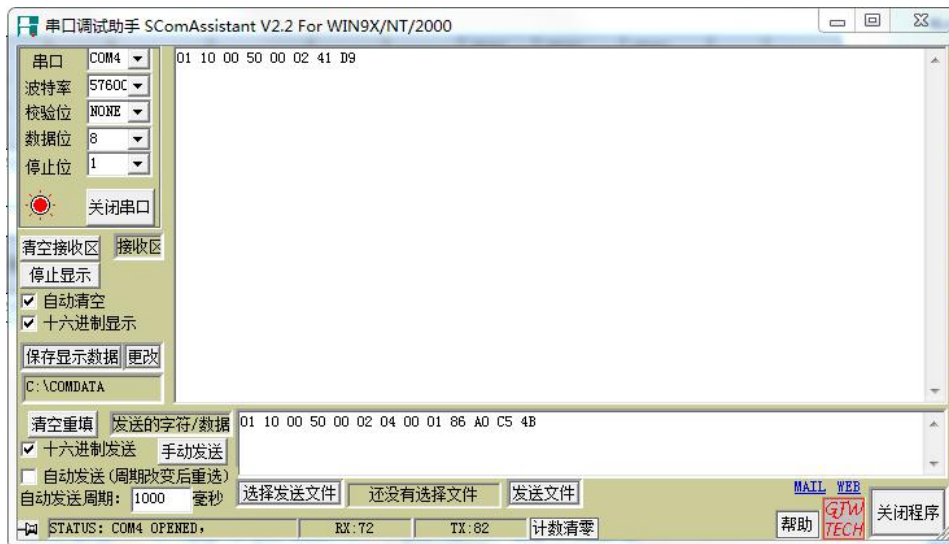 串口调试助手 SComAssistant V2.2 For WIN9X/NT/2000
串口 COM4
波特率 57600
校验位 NONE
数据位 8
停止位 1
关闭串口
清空接收区 接收区
停止显示
自动清空
十六进制显示
保存显示数据 更改
C:\COMDATA
01 10 00 50 00 02 41 D9
清空重填 发送的字符/数据
01 10 00 50 00 02 04 00 01 86 A0 C5 4B
十六进制发送 手动发送
自动发送(周期改变后重选)
自动发送周期: 1000 毫秒 选择发送文件 还没有选择文件 发送文件
MAIL WEB
STATUS: COM4 OPENED, RX:72 TX:82 计数清零 帮助
GJW
TECH
关闭程序